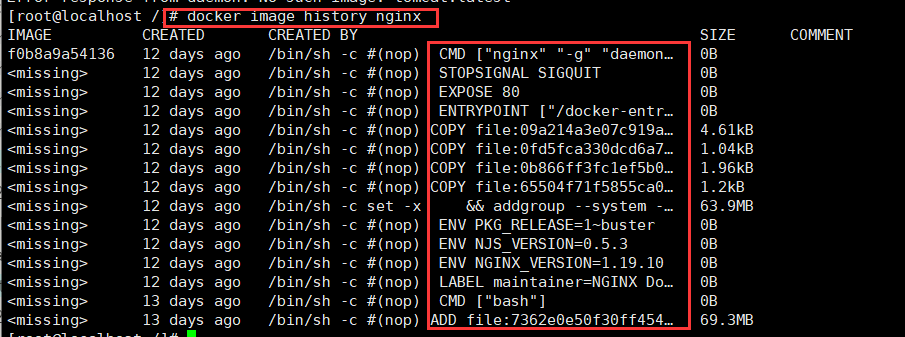 Error response from daemon: No such image: tomcat:latest
[root@localhost /]# docker image history nginx
IMAGE CREATED CREATED BY SIZE COMMENT
f0b8a9a54136 12 days ago /bin/sh -c #(nop) CMD ["nginx" "-g" "daemon… 0B
<missing> 12 days ago /bin/sh -c #(nop) STOPSIGNAL SIGQUIT 0B
<missing> 12 days ago /bin/sh -c #(nop) EXPOSE 80 0B
<missing> 12 days ago /bin/sh -c #(nop) ENTRYPOINT ["/docker-entr… 0B
<missing> 12 days ago /bin/sh -c #(nop) COPY file:09a214a3e07c919a… 4.61kB
<missing> 12 days ago /bin/sh -c #(nop) COPY file:0fd5fca330dcd6a7… 1.04kB
<missing> 12 days ago /bin/sh -c #(nop) COPY file:0b866ff3fc1ef5b0… 1.96kB
<missing> 12 days ago /bin/sh -c #(nop) COPY file:65504f71f5855ca0… 1.2kB
<missing> 12 days ago /bin/sh -c set -x && addgroup --system -… 63.9MB
<missing> 12 days ago /bin/sh -c #(nop) ENV PKG_RELEASE=1~buster 0B
<missing> 12 days ago /bin/sh -c #(nop) ENV NJS_VERSION=0.5.3 0B
<missing> 12 days ago /bin/sh -c #(nop) ENV NGINX_VERSION=1.19.10 0B
<missing> 12 days ago /bin/sh -c #(nop) LABEL maintainer=NGINX Do… 0B
<missing> 13 days ago /bin/sh -c #(nop) CMD ["bash"] 0B
<missing> 13 days ago /bin/sh -c #(nop) ADD file:7362e0e50f30ff454… 69.3MB
[root@localhost /]#